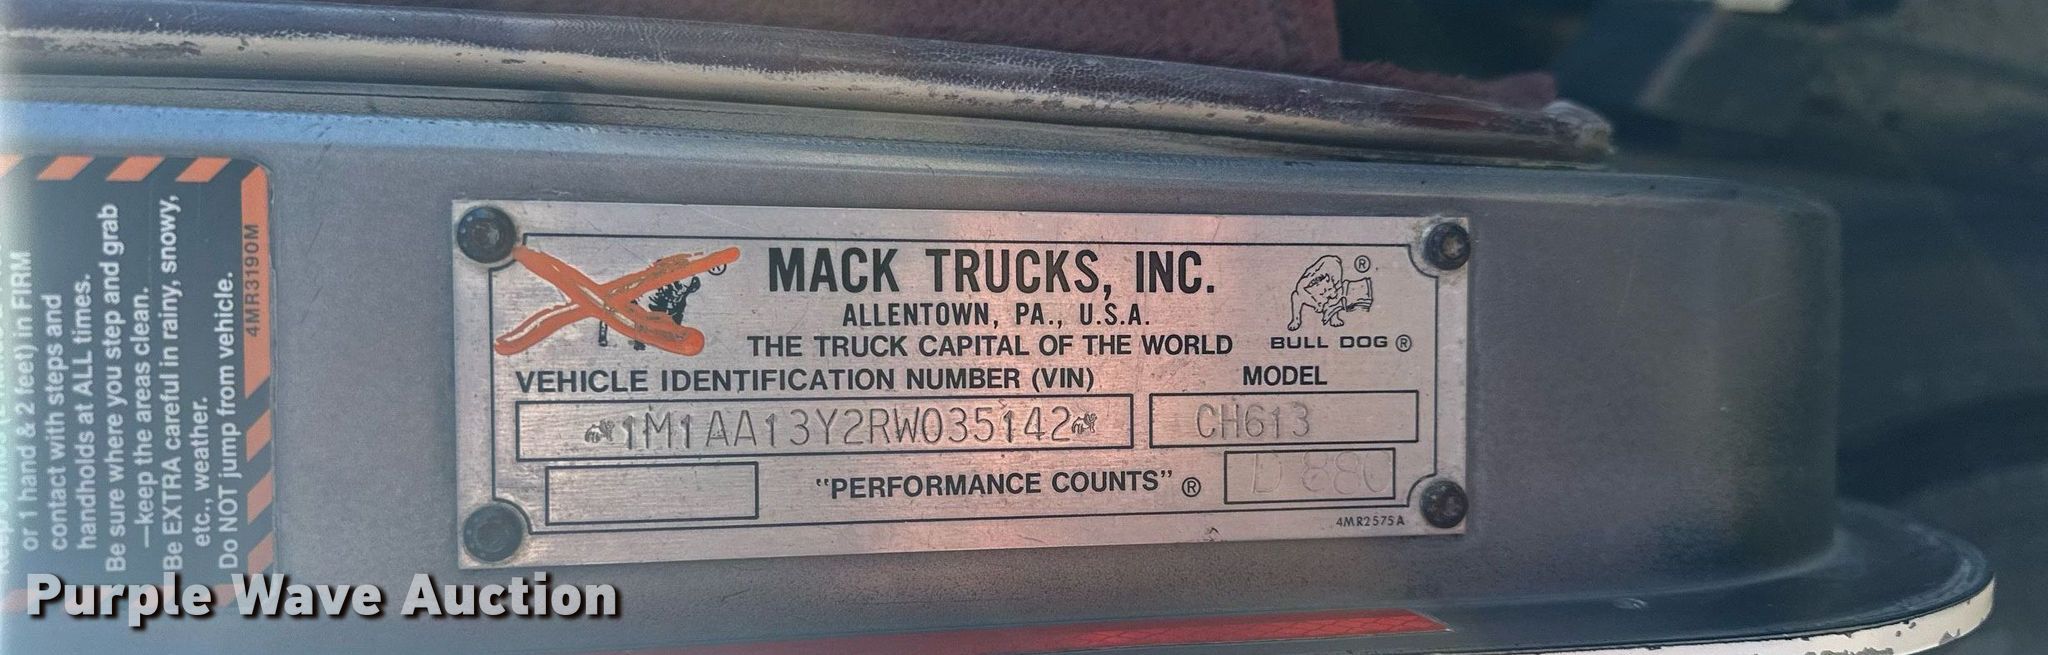 or 1 hand & 2 feet) in FIRM
contact with steps and
handholds at ALL times.
Be sure where you step and grab
—keep the areas clean.
Be EXTRA careful in rainy, snowy,
etc., weather.
Do NOT jump from vehicle.
4MR3190M
®
MACK TRUCKS, INC.
ALLENTOWN, PA., U.S.A.
THE TRUCK CAPITAL OF THE WORLD
®
BULL DOG ®
VEHICLE IDENTIFICATION NUMBER (VIN)
MODEL
1M1AA13Y2RW035142
CH613
"PERFORMANCE COUNTS" ®
D 880
4MR2575A
Purple Wave Auction